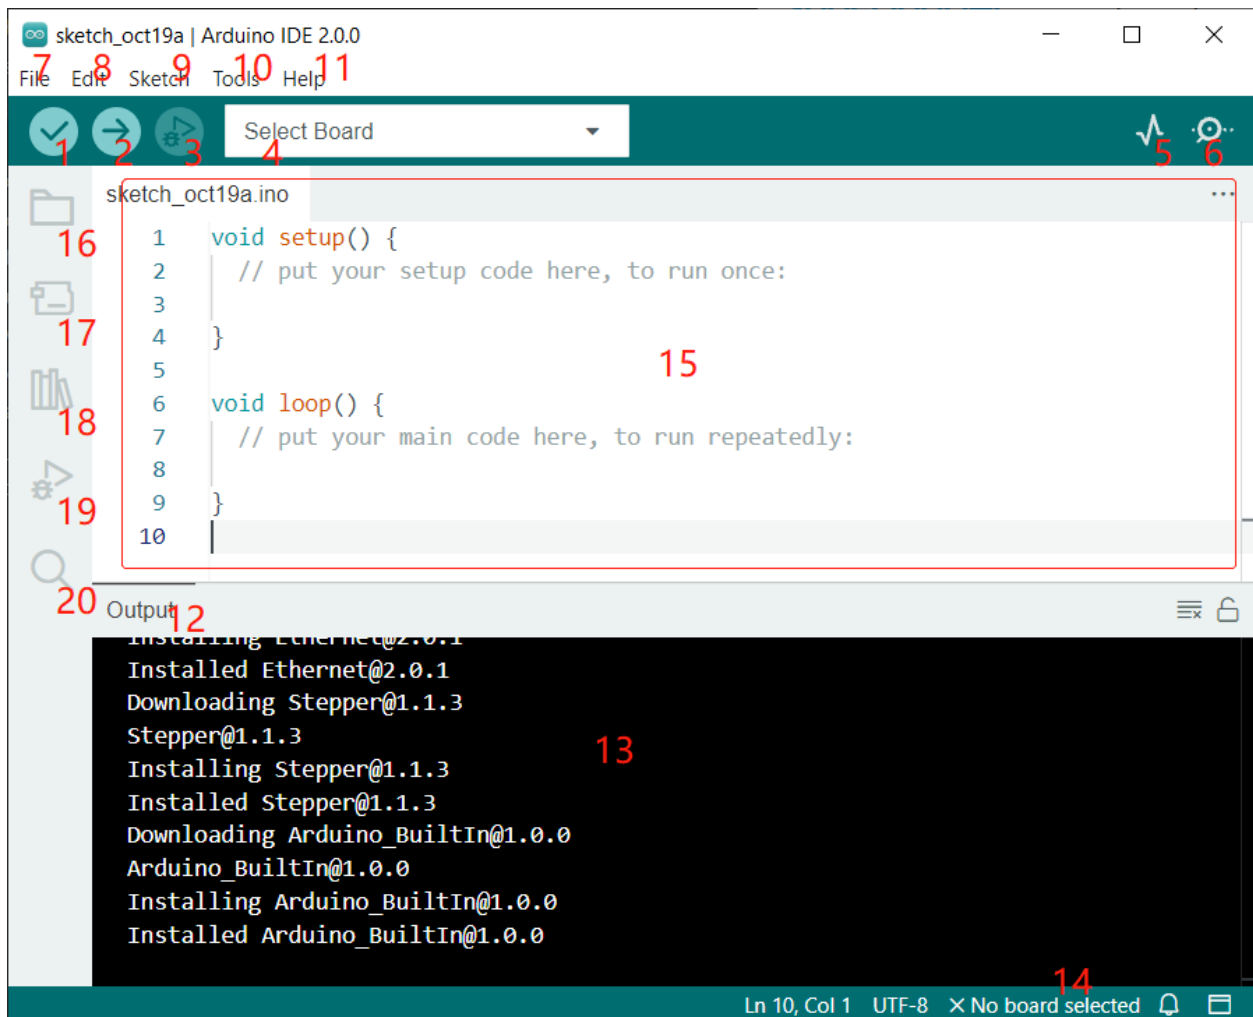 sketch_oct19a | Arduino IDE 2.0.0
7 8 9 10 11
File Edit Sketch Tools Help
Select Board
1 2 3 4 5 6
sketch_oct19a.ino ...
1 void setup() {
2 // put your setup code here, to run once:
3
4 }
5
6 void loop() {
7 // put your main code here, to run repeatedly:
8
9 }
10
15
16
17
18
19
20
Output
12
Installing Ethernet@2.0.1
Installed Ethernet@2.0.1
Downloading Stepper@1.1.3
Stepper@1.1.3
Installing Stepper@1.1.3
Installed Stepper@1.1.3
Downloading Arduino_BuiltIn@1.0.0
Arduino_BuiltIn@1.0.0
Installing Arduino_BuiltIn@1.0.0
Installed Arduino_BuiltIn@1.0.0
13
14
Ln 10, Col 1 UTF-8 No board selected